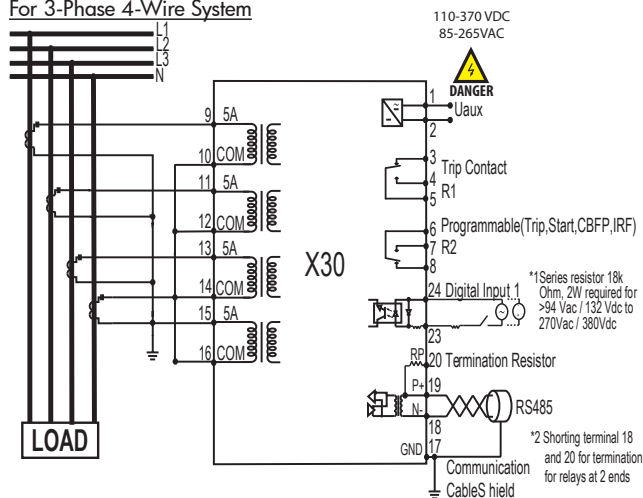 For 3-Phase 4-Wire System
L1
L2
L3
N
110-370 VDC
85-265VAC
DANGER
9 5A
10 COM
11 5A
12 COM
13 5A
14 COM
15 5A
16 COM
X30
1
Uaux
2
3
Trip Contact
4
R1
5
6 Programmable(Trip,Start,CBFP,IRF)
7 R2
8
24 Digital Input 1
23
*1Series resistor 18k
Ohm, 2W required for
>94 Vac / 132 Vdc to
270Vac / 380Vdc
RP 20 Termination Resistor
P+ 19
RS485
N-
18
GND 17
Communication
CableS hield
*2 Shorting terminal 18
and 20 for termination
for relays at 2 ends
LOAD